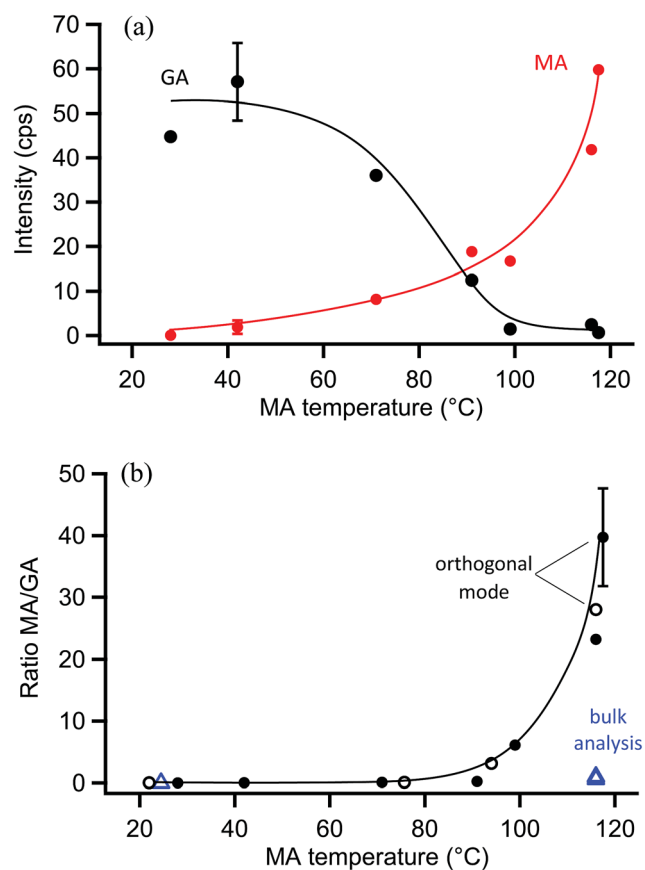 (a)
70
60
50
40
30
20
10
0
Intensity (cps)
GA
MA
20
40
60
80
100
120
MA temperature (°C)
(b)
50
40
30
20
10
0
Ratio MA/GA
orthogonal
mode
bulk
analysis
20
40
60
80
100
120
MA temperature (°C)